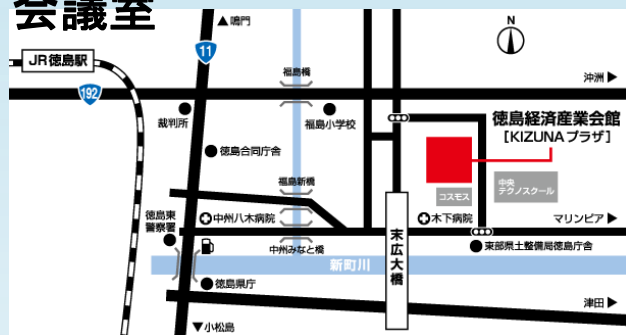 会議室
▲鳴門
N
11
JR徳島駅
福島橋
沖洲▶
192
裁判所
福島小学校
徳島経済産業会館
[KIZUNAプラザ]
徳島合同庁舎
福島新橋
中央
テクノスクール
コスモス
徳島東
警察署
中州八木病院
木下病院
マリンピア▶
末広大橋
中州みなと橋
東部県土整備局徳島庁舎
新町川
徳島県庁
津田▶
▼小松島